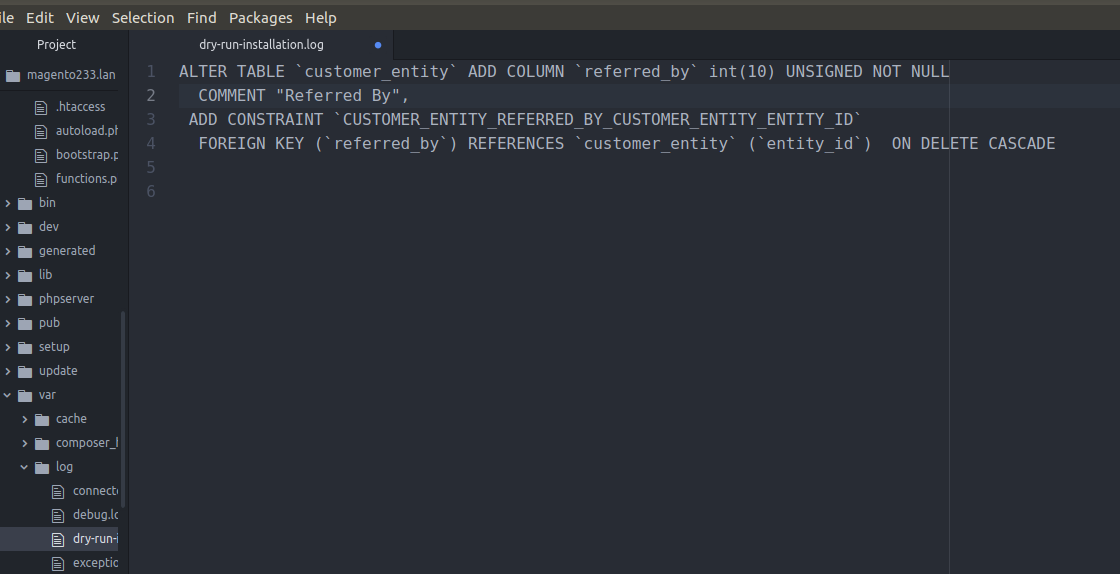 ile Edit View Selection Find Packages Help
Project
dry-run-installation.log
magento233.lan
.htaccess
autoload.ph
bootstrap.p
functions.p
bin
dev
generated
lib
phpserver
pub
setup
update
var
cache
composer_h
log
connecto
debug.lo
dry-run-i
exceptio
1 ALTER TABLE `customer_entity` ADD COLUMN `referred_by` int(10) UNSIGNED NOT NULL
2 COMMENT "Referred By",
3 ADD CONSTRAINT `CUSTOMER_ENTITY_REFERRED_BY_CUSTOMER_ENTITY_ENTITY_ID`
4 FOREIGN KEY (`referred_by`) REFERENCES `customer_entity` (`entity_id`)  ON DELETE CASCADE
5
6